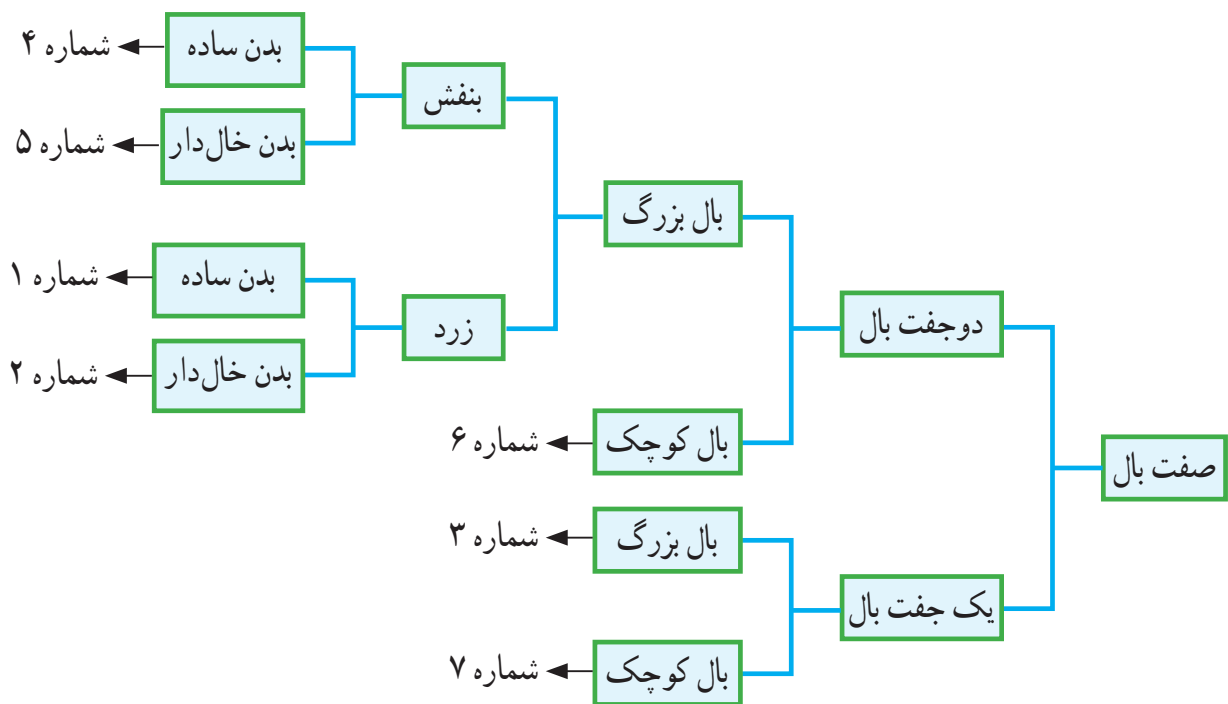 صفت بال
دوجفت بال
یک جفت بال
بال بزرگ
بال کوچک
شماره ۶
بال بزرگ
شماره ۳
بال کوچک
شماره ۷
بنفش
زرد
بدن ساده
شماره ۴
بدن خال‌دار
شماره ۵
بدن ساده
شماره ۱
بدن خال‌دار
شماره ۲